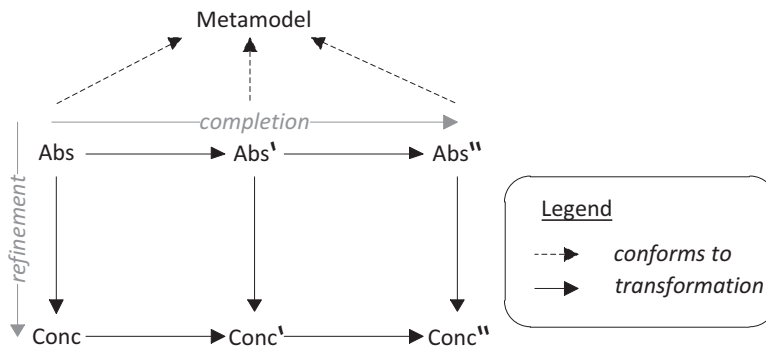 Metamodel
completion
Abs Abs' Abs"
refinement
Legend
conforms to
transformation
Conc Conc' Conc"